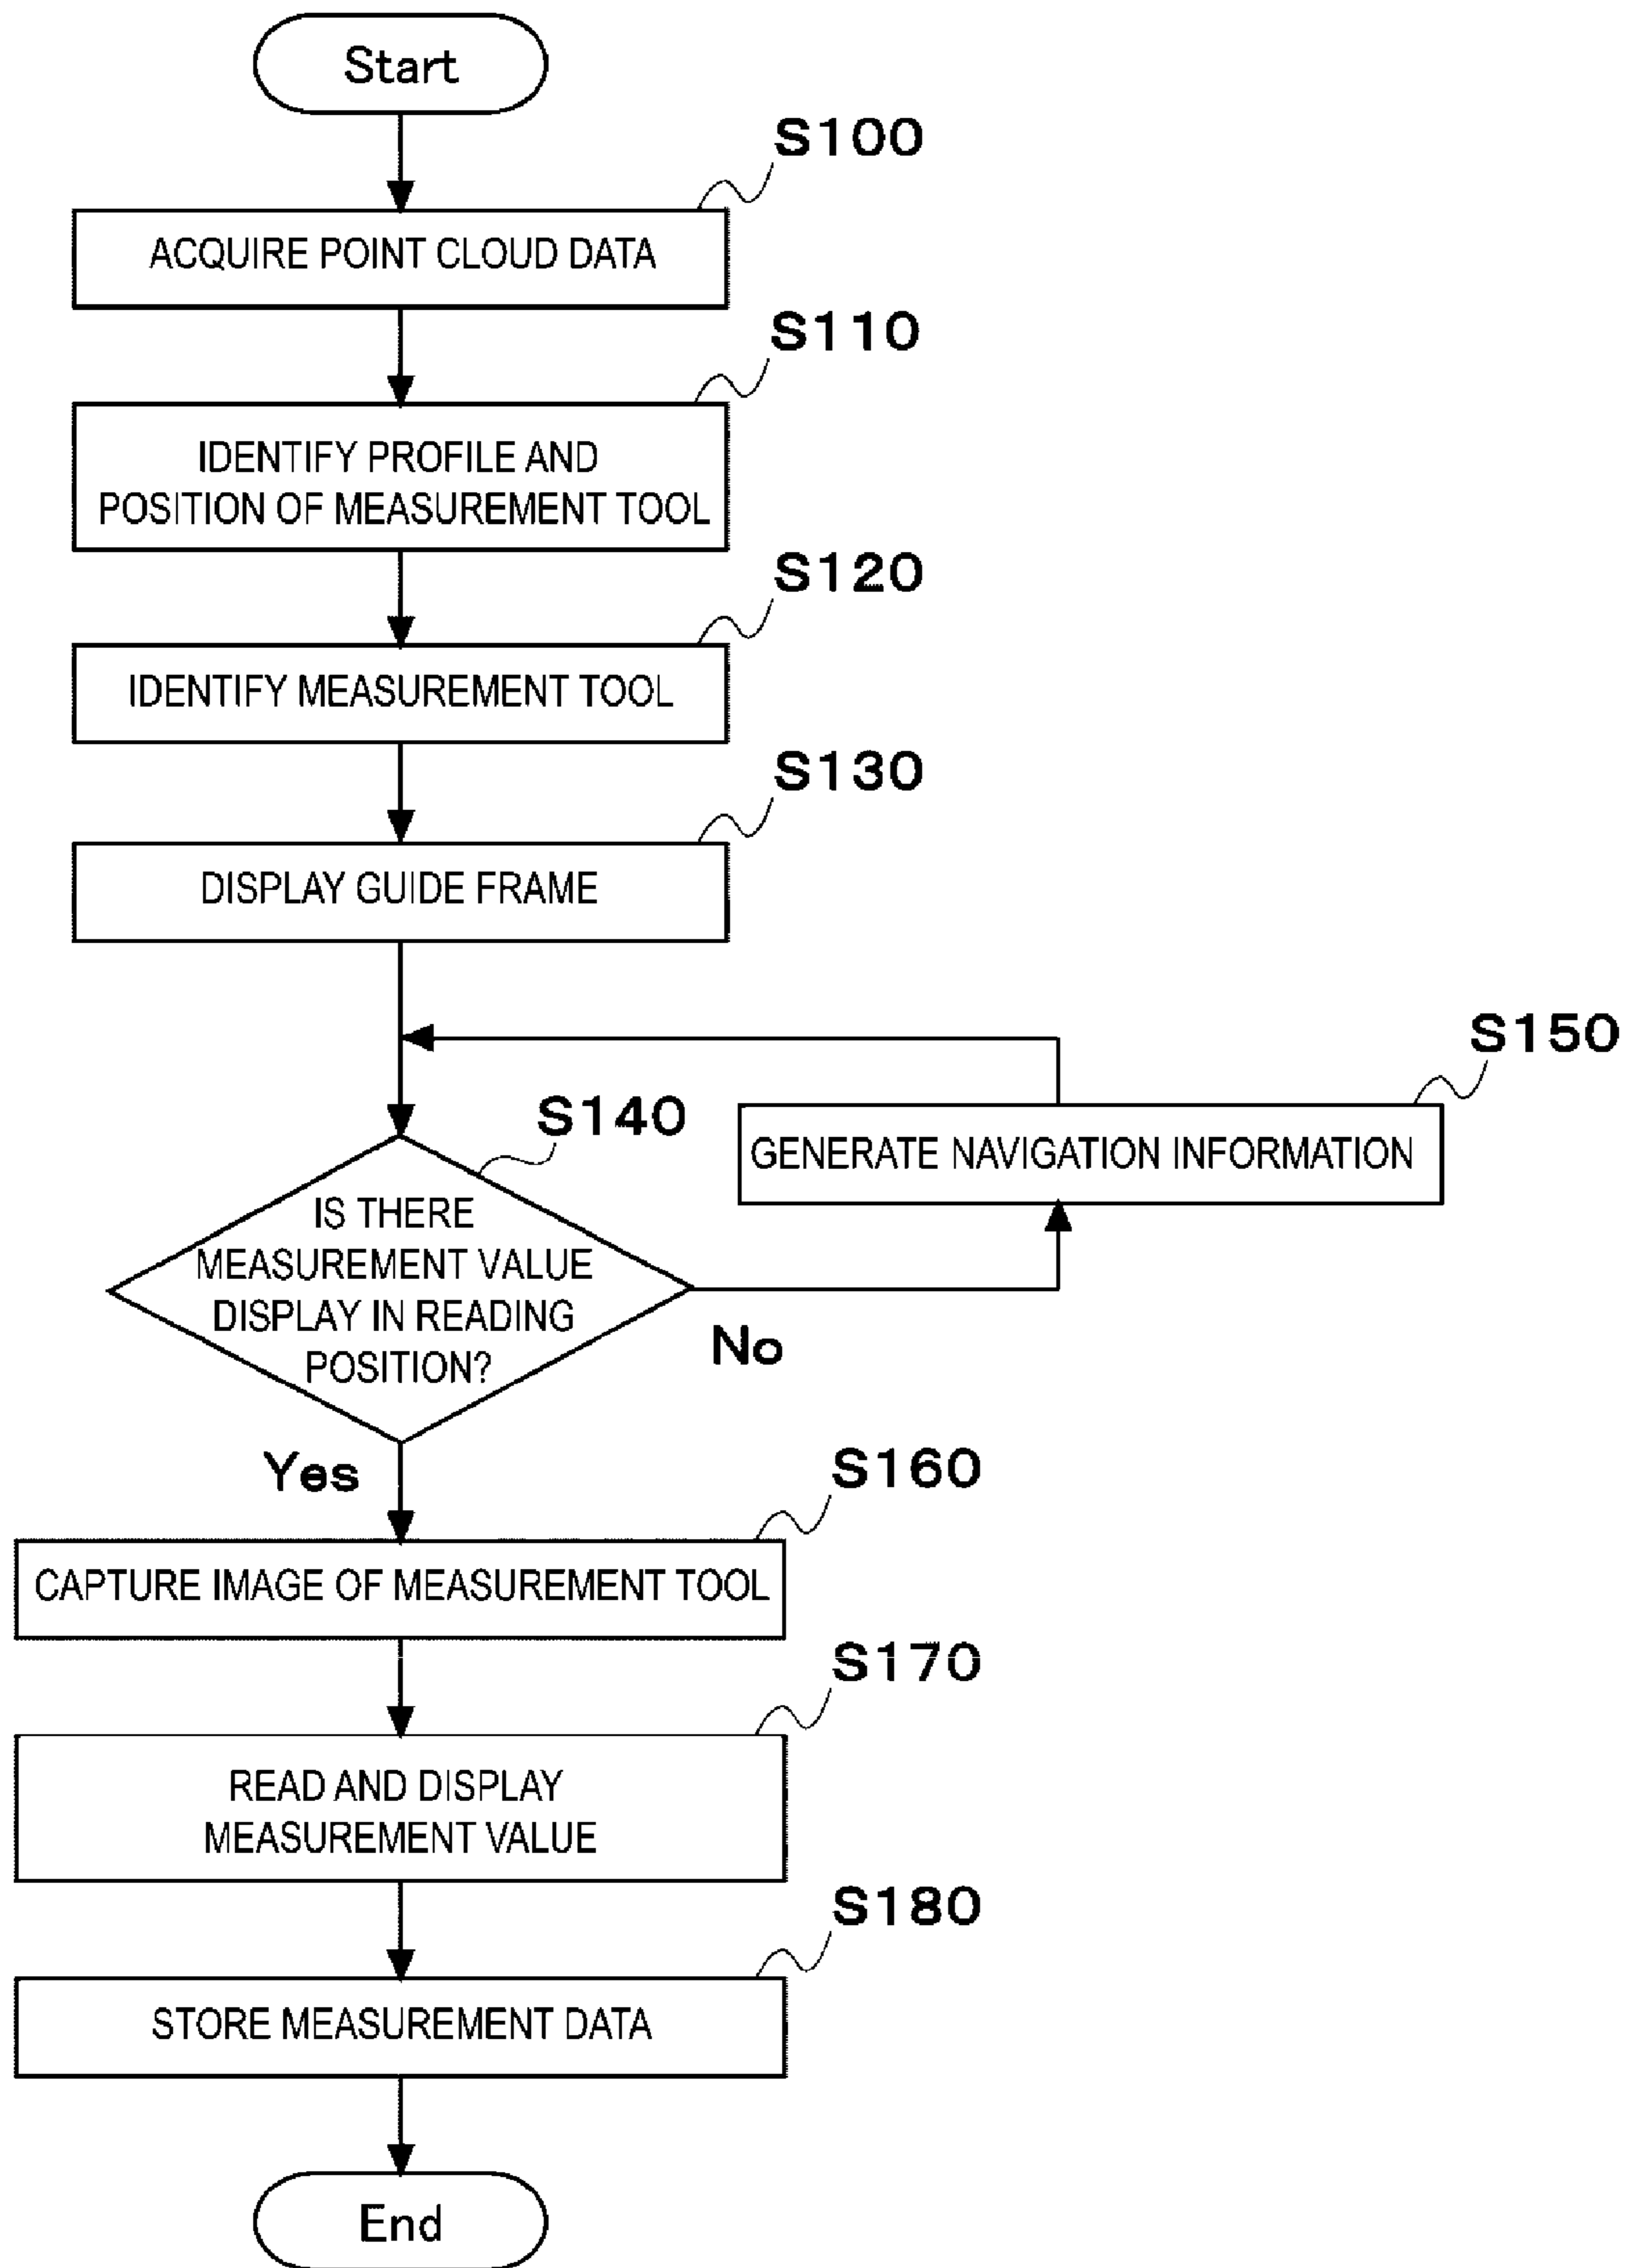 Start
S100
ACQUIRE POINT CLOUD DATA
S110
IDENTIFY PROFILE AND
POSITION OF MEASUREMENT TOOL
S120
IDENTIFY MEASUREMENT TOOL
S130
DISPLAY GUIDE FRAME
S140
IS THERE
MEASUREMENT VALUE
DISPLAY IN READING
POSITION?
No
S150
GENERATE NAVIGATION INFORMATION
Yes
S160
CAPTURE IMAGE OF MEASUREMENT TOOL
S170
READ AND DISPLAY
MEASUREMENT VALUE
S180
STORE MEASUREMENT DATA
End